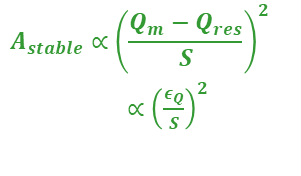 A_stable ∝ ((Q_m − Q_res) / S)^2
∝ (ϵ_Q / S)^2